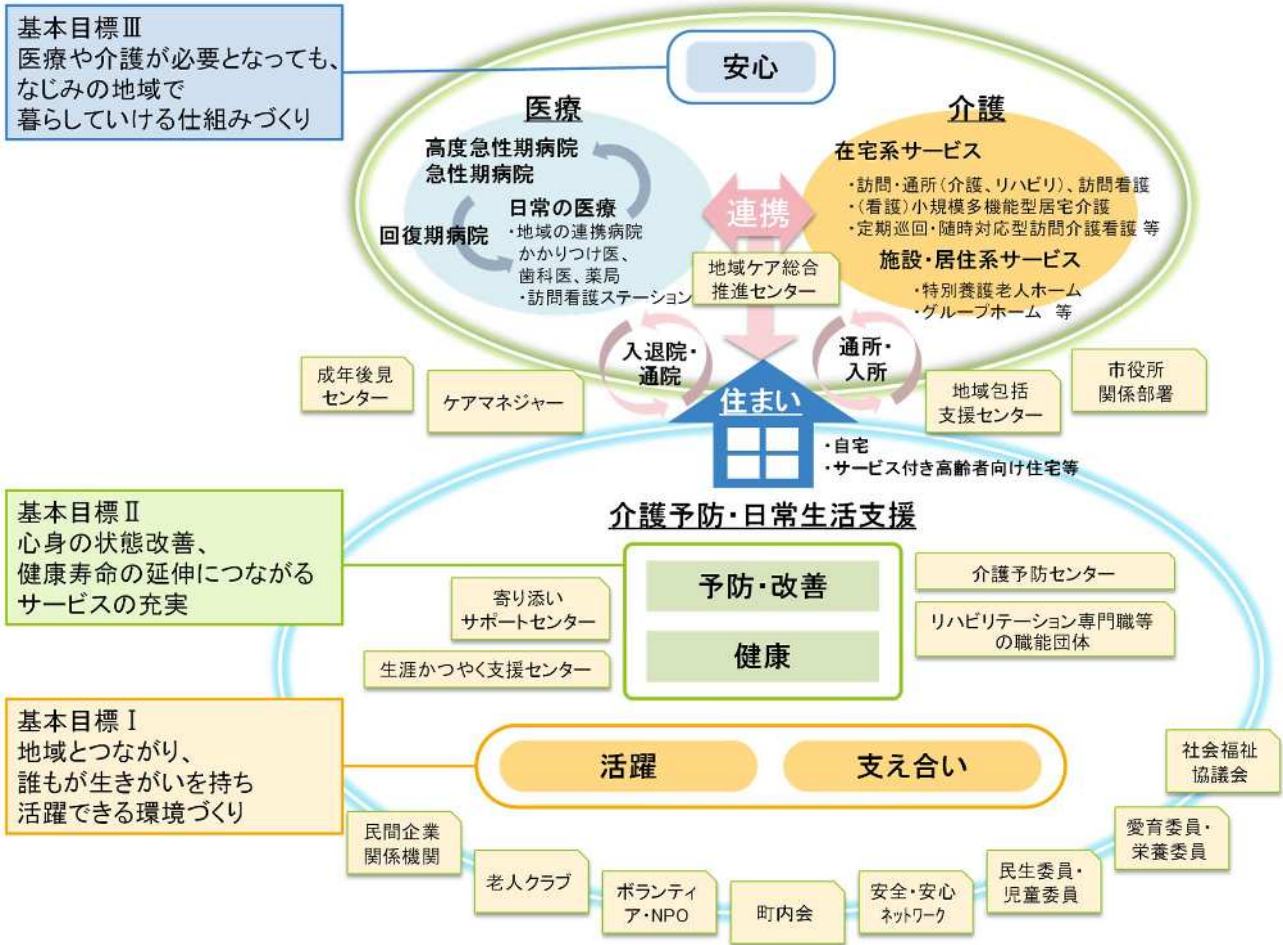 基本目標Ⅲ
医療や介護が必要となっても、
なじみの地域で
暮らしていける仕組みづくり
安心
医療
高度急性期病院
急性期病院
日常の医療
回復期病院
・地域の連携病院
かかりつけ医、
歯科医、薬局
・訪問看護ステーション
連携
地域ケア総合
推進センター
介護
在宅系サービス
・訪問・通所(介護、リハビリ)、訪問看護
・(看護)小規模多機能型居宅介護
・定期巡回・随時対応型訪問介護看護 等
施設・居住系サービス
・特別養護老人ホーム
・グループホーム 等
入退院・
通院
通所・
入所
成年後見
センター
ケアマネジャー
住まい
地域包括
支援センター
市役所
関係部署
・自宅
・サービス付き高齢者向け住宅等
基本目標Ⅱ
心身の状態改善、
健康寿命の延伸につながる
サービスの充実
介護予防・日常生活支援
予防・改善
健康
寄り添い
サポートセンター
生涯かつやく支援センター
介護予防センター
リハビリテーション専門職等
の職能団体
基本目標Ⅰ
地域とつながり、
誰もが生きがいを持ち
活躍できる環境づくり
活躍
支え合い
民間企業
関係機関
老人クラブ
ボランティ
ア・NPO
町内会
安全・安心
ネットワーク
民生委員・
児童委員
愛育委員・
栄養委員
社会福祉
協議会